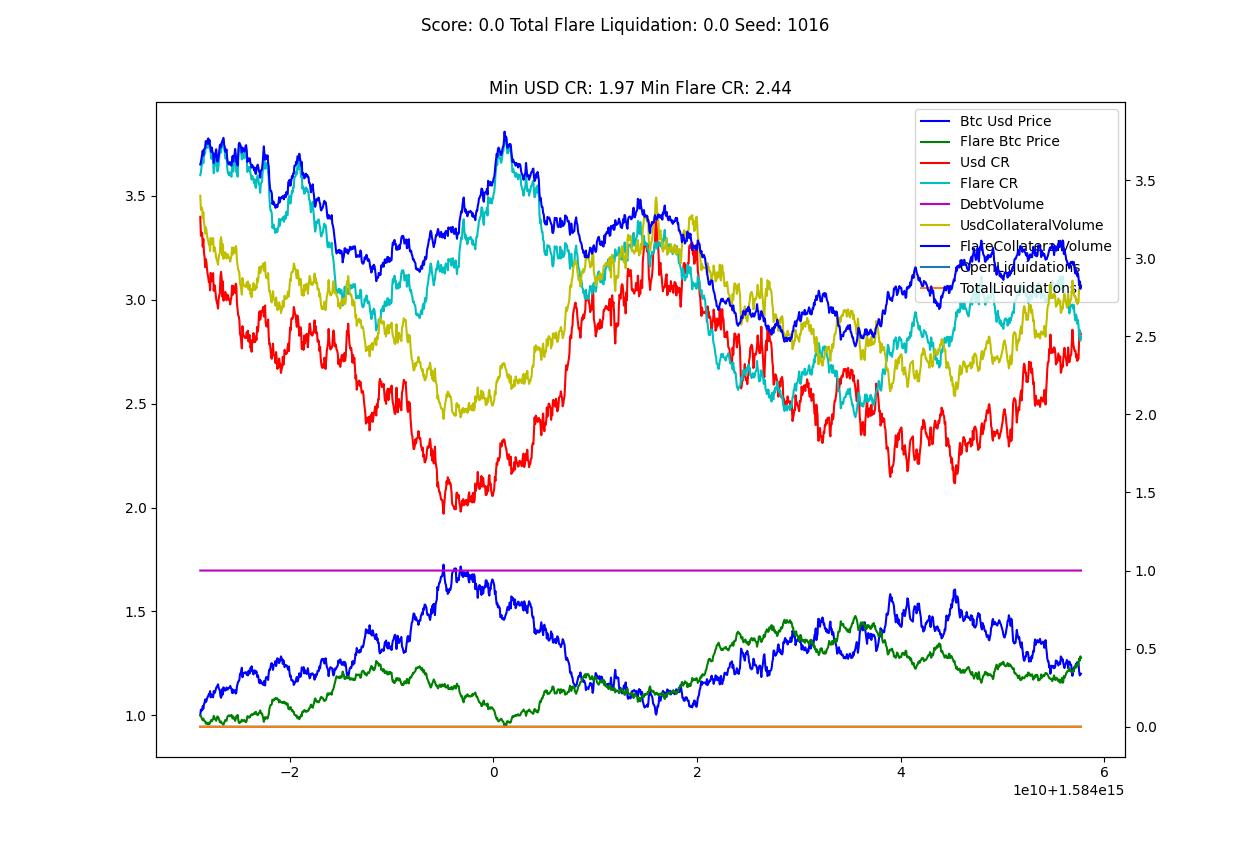 Score: 0.0 Total Flare Liquidation: 0.0 Seed: 1016
Min USD CR: 1.97 Min Flare CR: 2.44
Btc Usd Price
Flare Btc Price
Usd CR
Flare CR
DebtVolume
UsdCollateralVolume
FlareCollateralVolume
OpenLiquidations
TotalLiquidations
3.5
3.0
2.5
2.0
1.5
1.0
3.5
3.0
2.5
2.0
1.5
1.0
0.5
0.0
−2
0
2
4
6
1e10+1.584e15